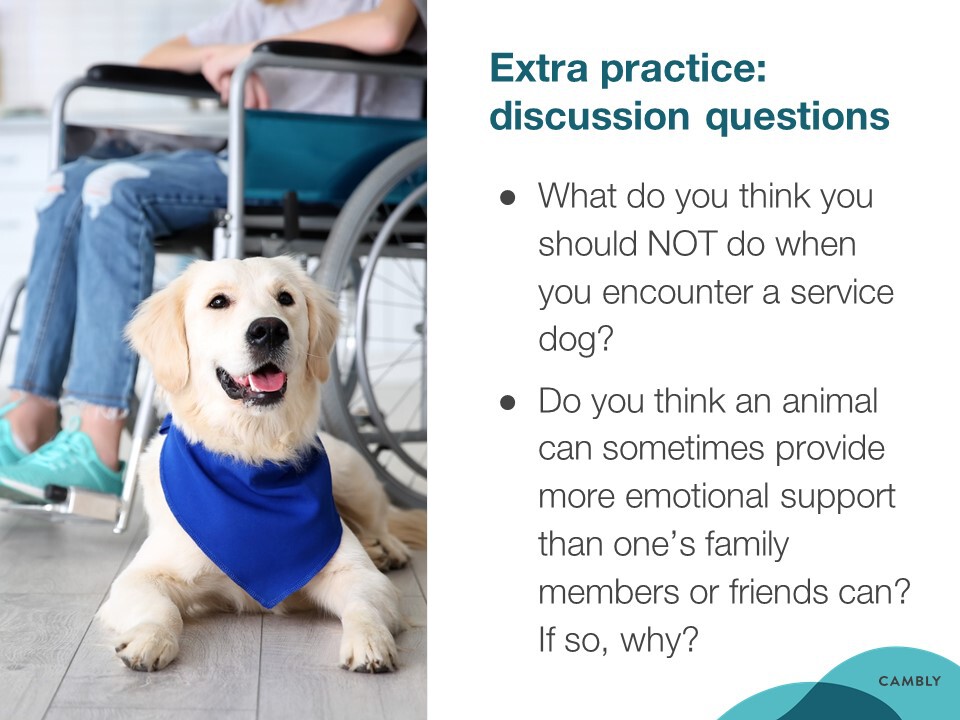 Extra practice:
discussion questions
● What do you think you
should NOT do when
you encounter a service
dog?
● Do you think an animal
can sometimes provide
more emotional support
than one’s family
members or friends can?
If so, why?
CAMBLY